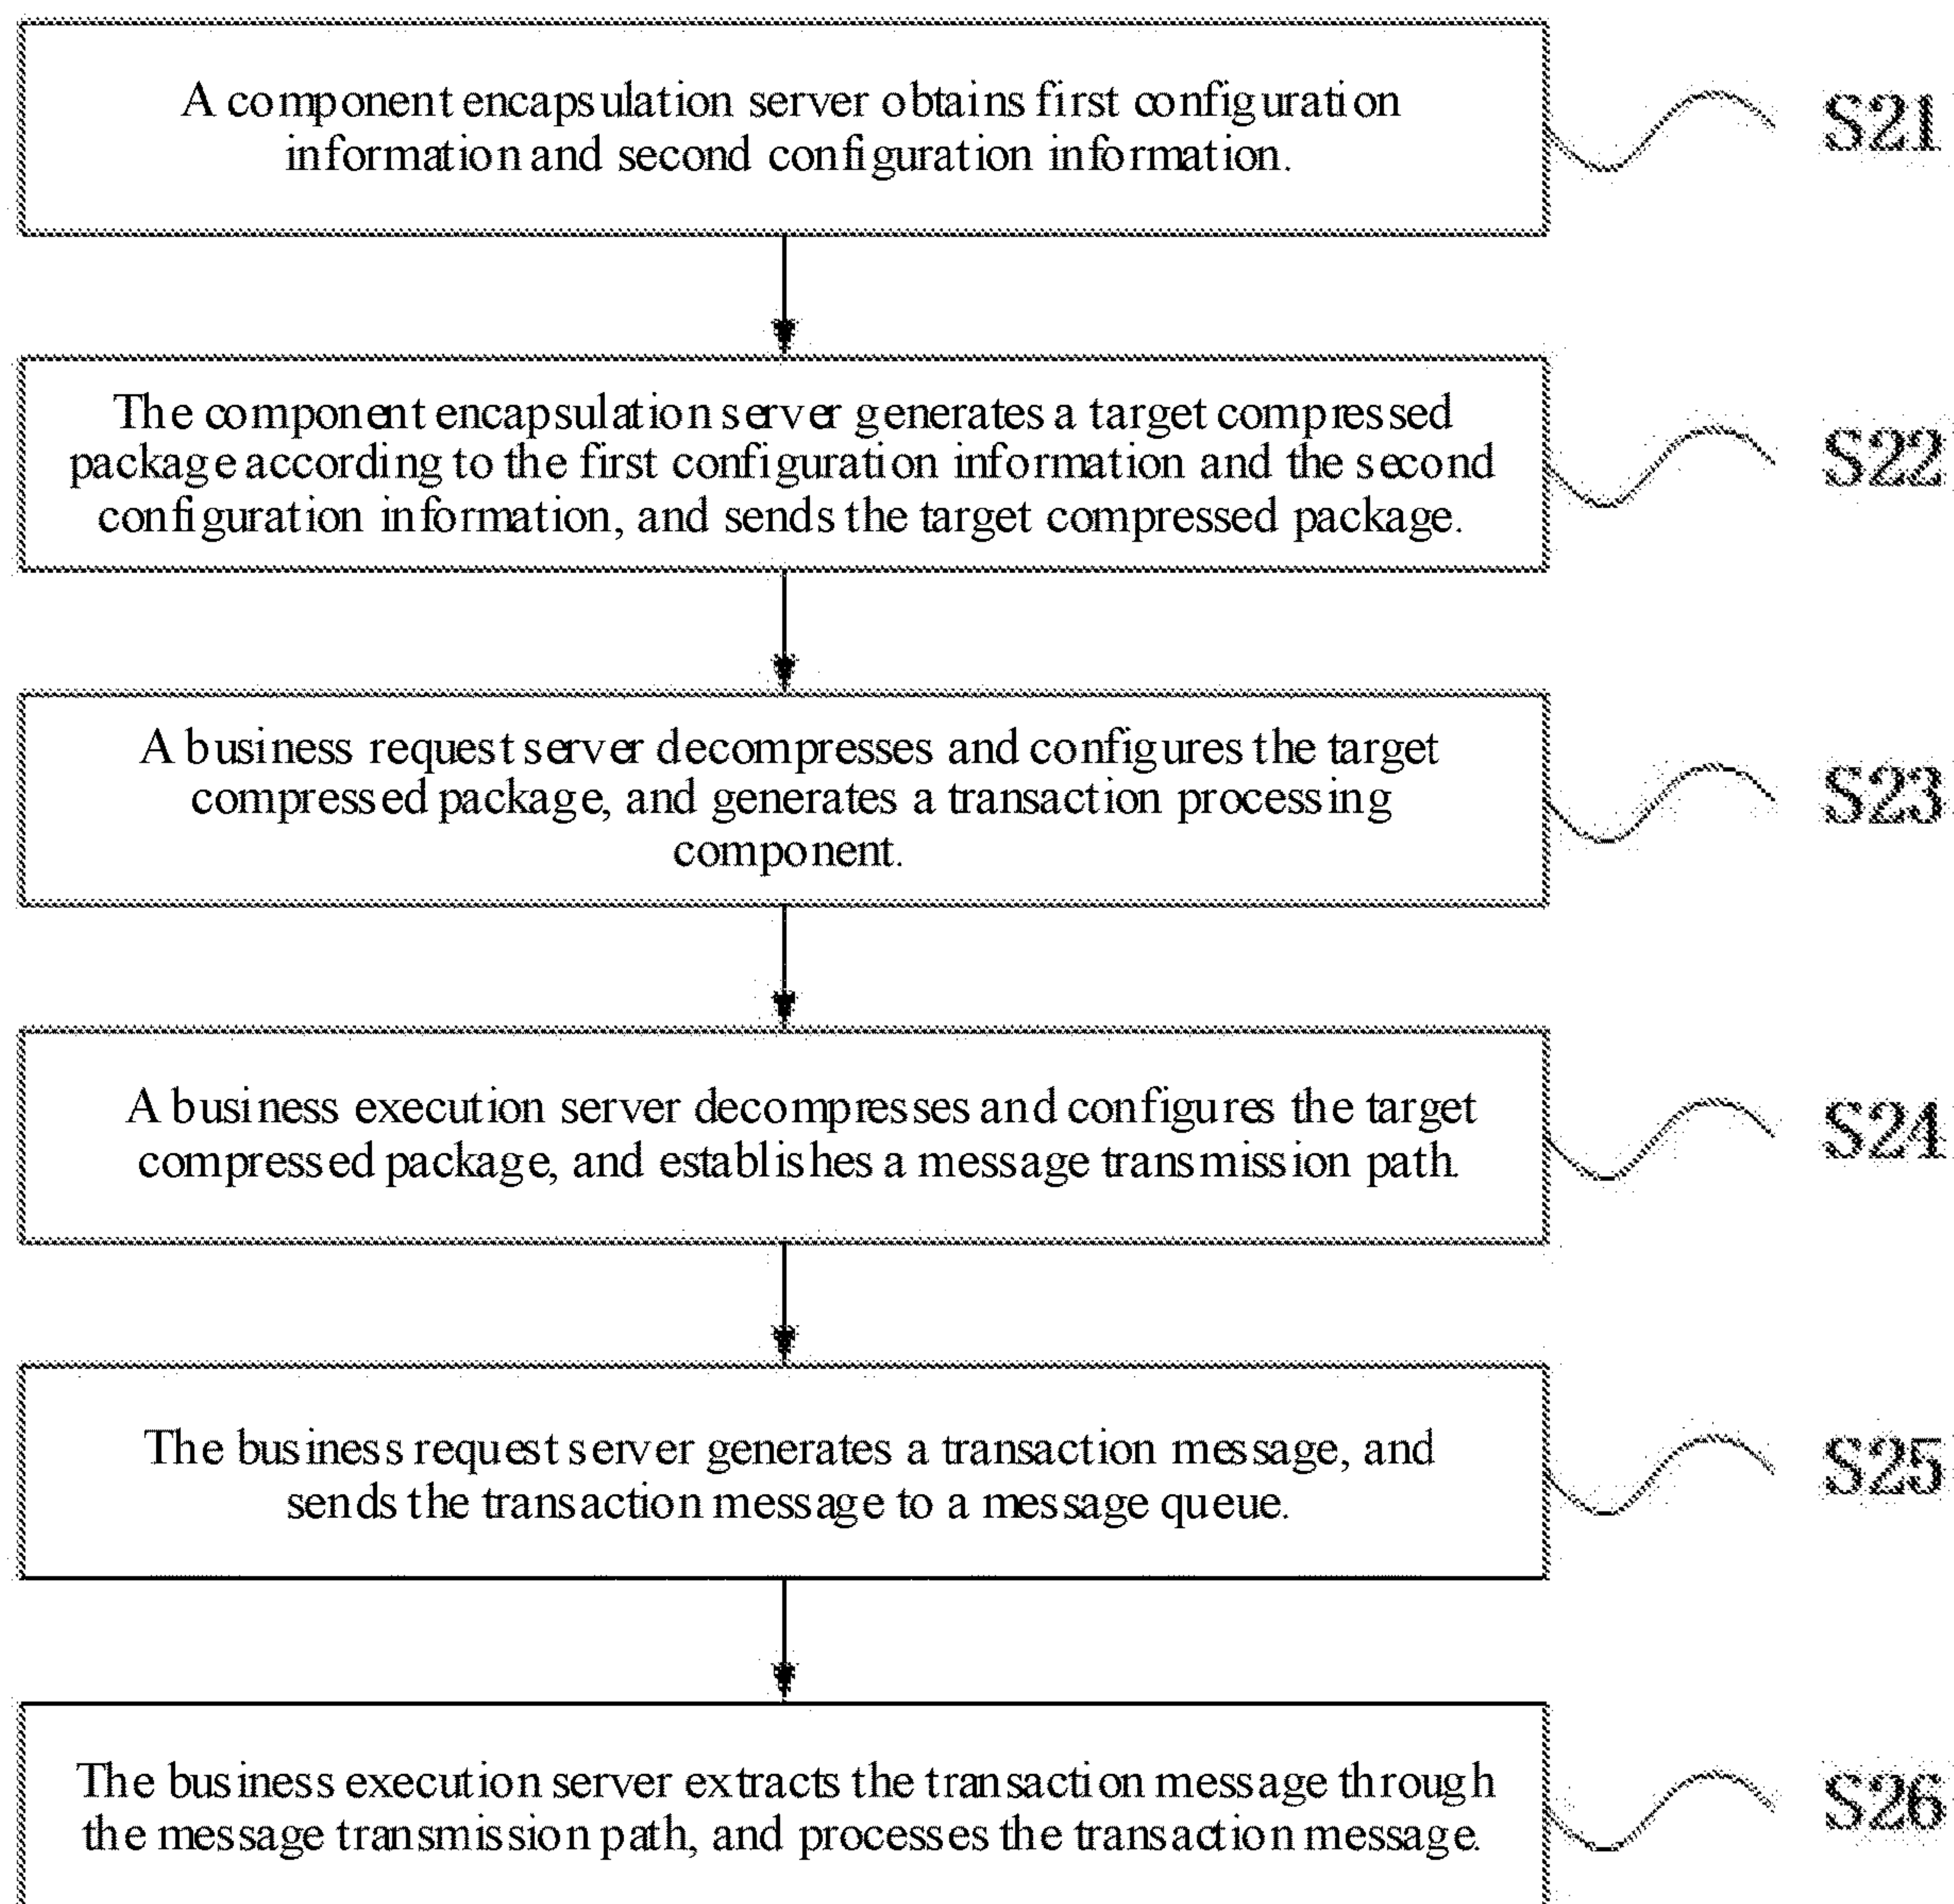 A component encapsulation server obtains first configuration
information and second configuration information.
S21
The component encapsulation server generates a target compressed
package according to the first configuration information and the second
configuration information, and sends the target compressed package.
S22
A business request server decompresses and configures the target
compressed package, and generates a transaction processing
component.
S23
A business execution server decompresses and configures the target
compressed package, and establishes a message transmission path.
S24
The business request server generates a transaction message, and
sends the transaction message to a message queue.
S25
The business execution server extracts the transaction message through
the message transmission path, and processes the transaction message.
S26